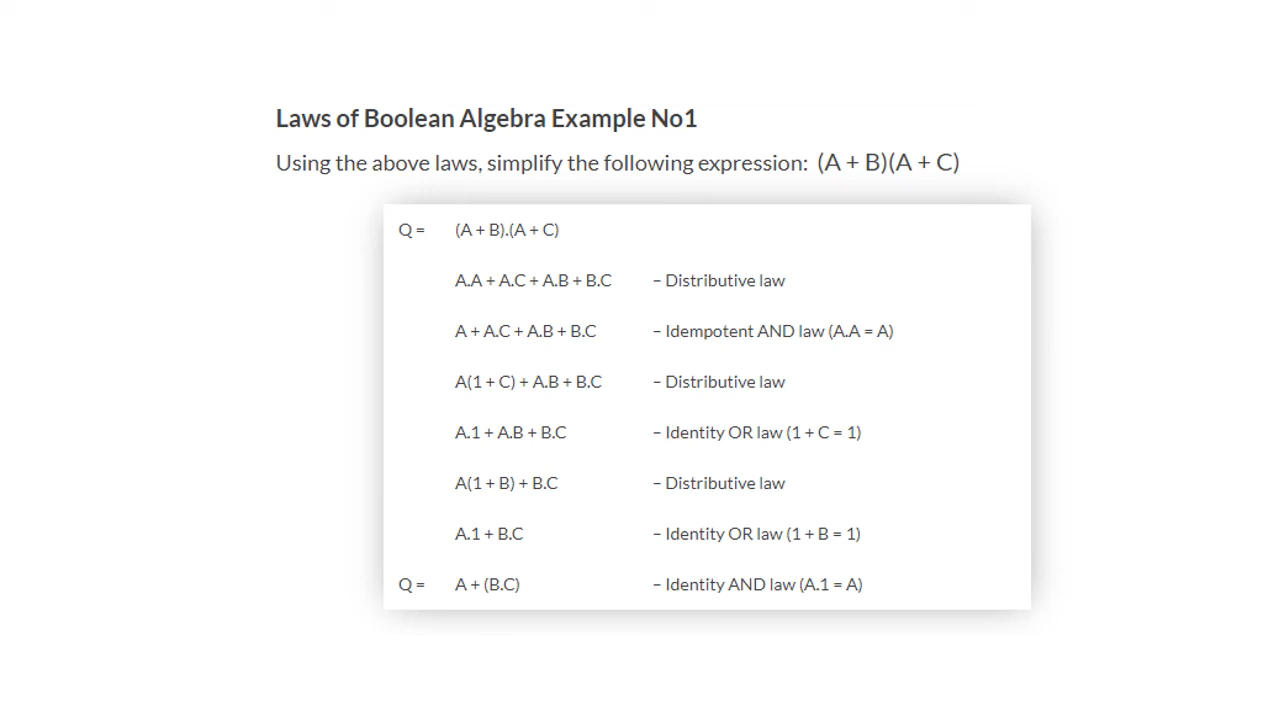 Laws of Boolean Algebra Example No1
Using the above laws, simplify the following expression: (A + B)(A + C)
Q = (A + B).(A + C)
A.A + A.C + A.B + B.C – Distributive law
A + A.C + A.B + B.C – Idempotent AND law (A.A = A)
A(1 + C) + A.B + B.C – Distributive law
A.1 + A.B + B.C – Identity OR law (1 + C = 1)
A(1 + B) + B.C – Distributive law
A.1 + B.C – Identity OR law (1 + B = 1)
Q = A + (B.C) – Identity AND law (A.1 = A)